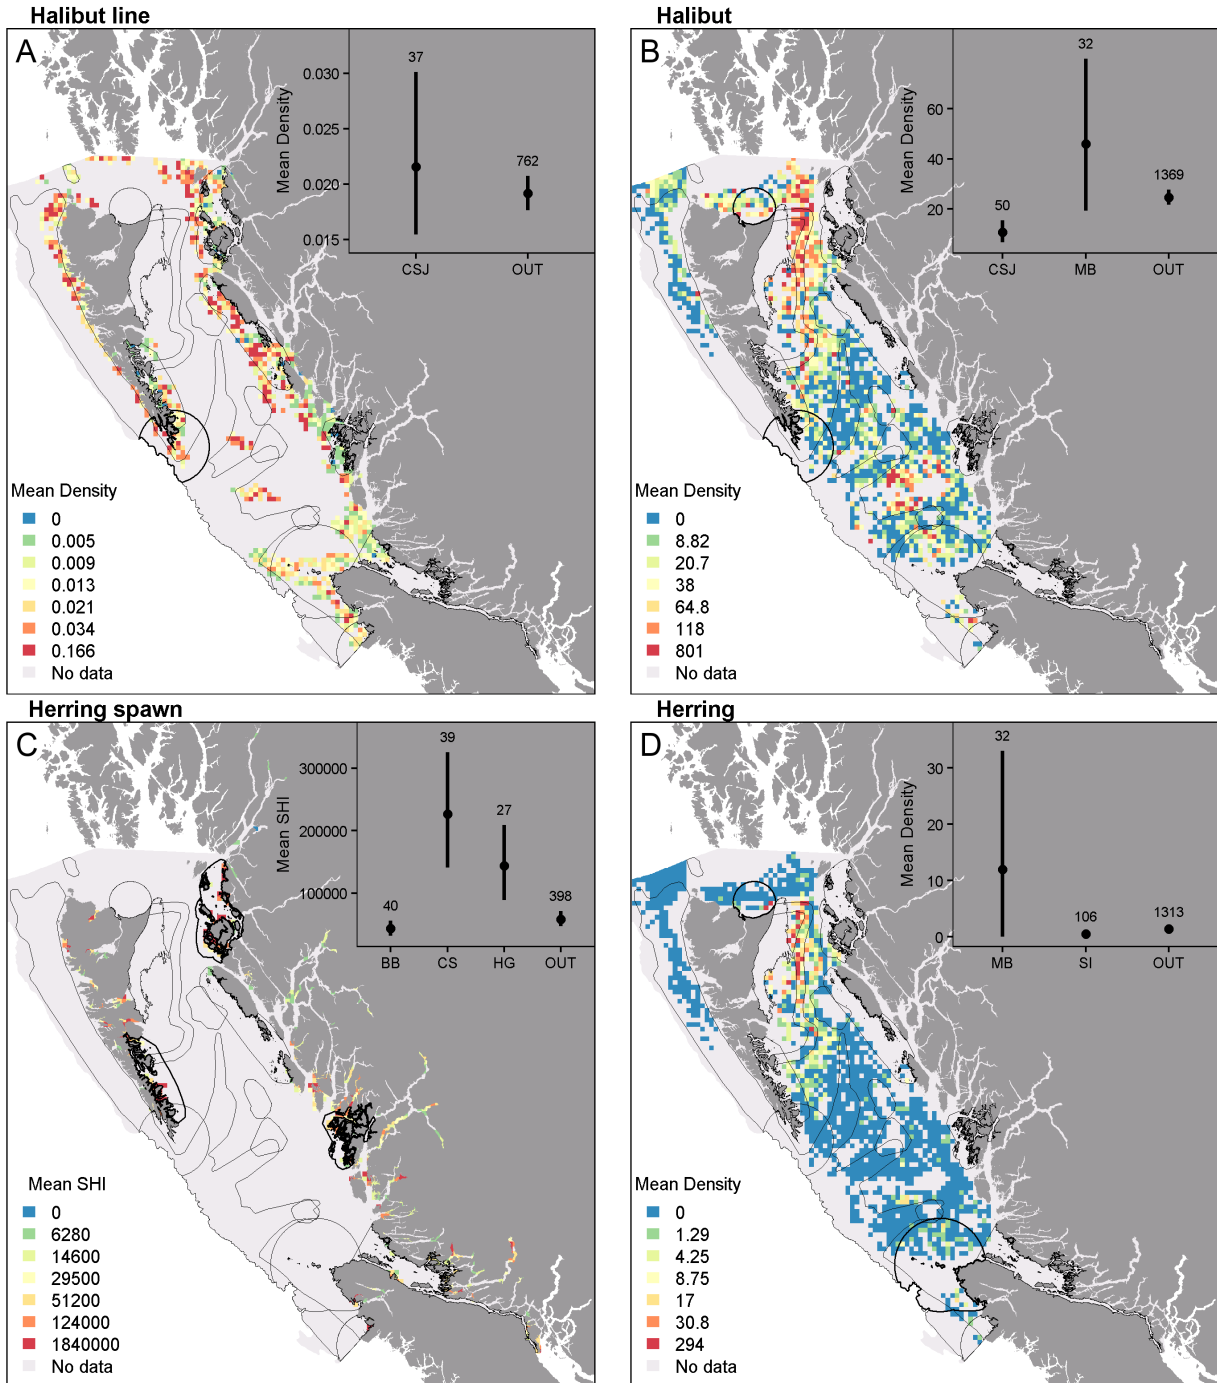 Halibut line
A
37
0.030
0.025
0.020
0.015
Mean Density
762
CSJ OUT
Mean Density
0
0.005
0.009
0.013
0.021
0.034
0.166
No data
Halibut
B
32
60
40
20
Mean Density
1369
50
CSJ MB OUT
Mean Density
0
8.82
20.7
38
64.8
118
801
No data
Herring spawn
C
39
300000
200000
100000
Mean SHI
27
40
398
BB CS HG OUT
Mean SHI
0
6280
14600
29500
51200
124000
1840000
No data
Herring
D
32
30
20
10
0
Mean Density
106
1313
MB SI OUT
Mean Density
0
1.29
4.25
8.75
17
30.8
294
No data